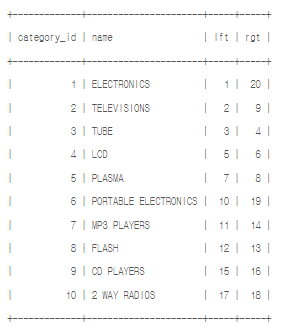 +-------------+----------------------+-----+-----+
| category_id | name | lft | rgt |
+-------------+----------------------+-----+-----+
| 1 | ELECTRONICS | 1 | 20 |
| 2 | TELEVISIONS | 2 | 9 |
| 3 | TUBE | 3 | 4 |
| 4 | LCD | 5 | 6 |
| 5 | PLASMA | 7 | 8 |
| 6 | PORTABLE ELECTRONICS | 10 | 19 |
| 7 | MP3 PLAYERS | 11 | 14 |
| 8 | FLASH | 12 | 13 |
| 9 | CD PLAYERS | 15 | 16 |
| 10 | 2 WAY RADIOS | 17 | 18 |
+-------------+----------------------+-----+-----+